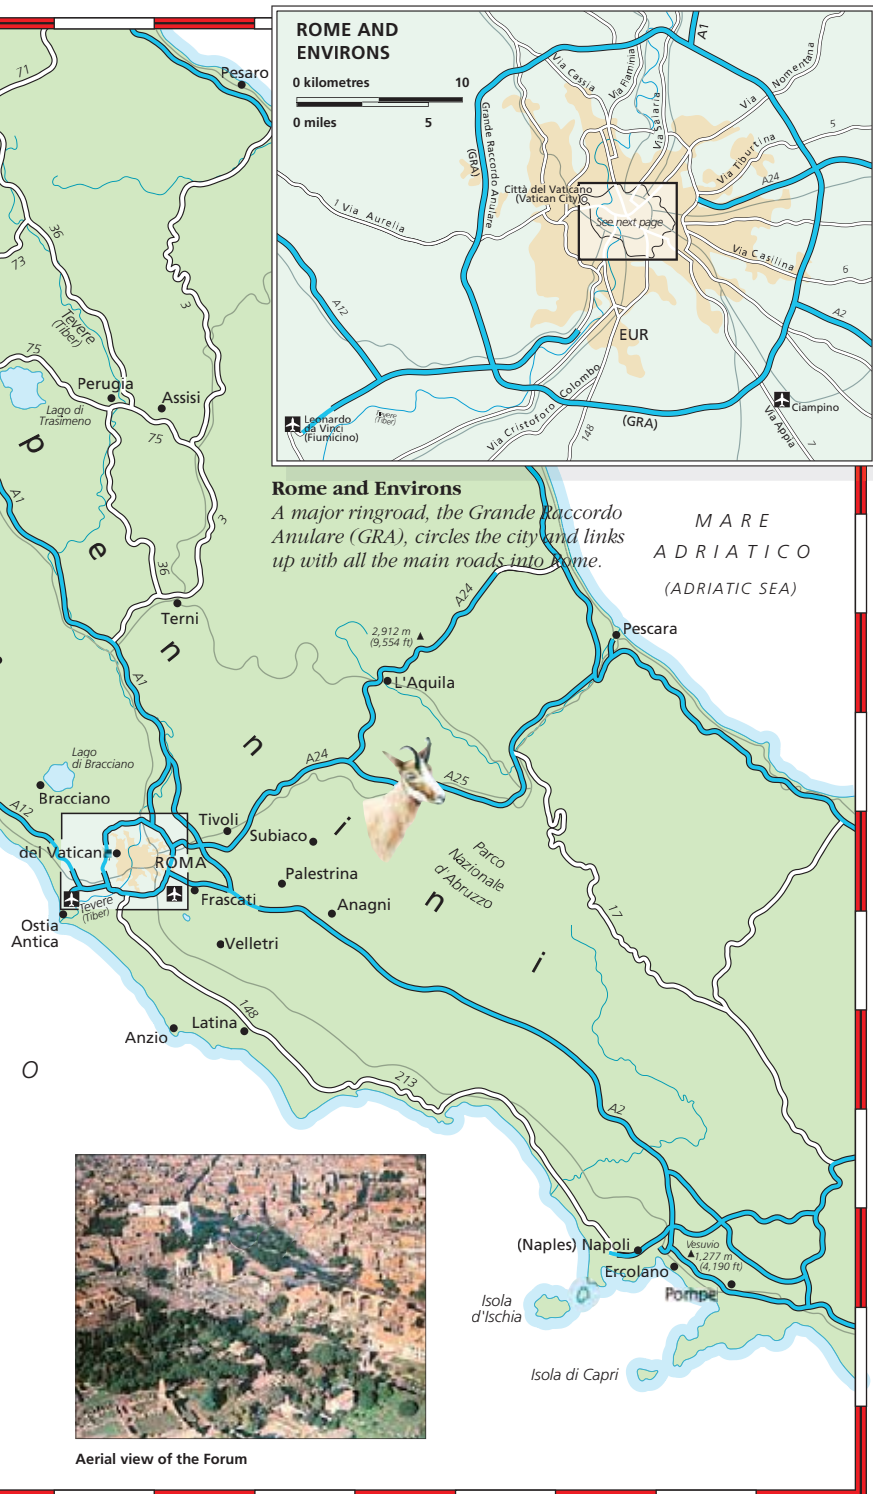 ROME AND
ENVIRONS
0 kilometres 10
0 miles 5
A1
Via Cassia
Via Flaminia
Via Salaria
Via Nomentana
Grande Raccordo Anulare
(GRA)
Via Tiburtina
5
A24
Città del Vaticano
(Vatican City)
See next page
1 Via Aurelia
Via Casilina
6
A12
A2
EUR
Leonardo
da Vinci
(Fiumicino)
Tevere
(Tiber)
Via Cristoforo Colombo
148
(GRA)
Ciampino
Via Appia
7
Rome and Environs
A major ringroad, the Grande Raccordo
Anulare (GRA), circles the city and links
up with all the main roads into Rome.
71
Pesaro
36
73
3
Tevere
(Tiber)
75
Perugia
Assisi
Lago di
Trasimeno
75
p
A1
e
3
36
Terni
n
MARE
ADRIATICO
(ADRIATIC SEA)
A24
2,912 m
(9,554 ft)
Pescara
L'Aquila
A1
n
Lago
di Bracciano
A24
A25
Bracciano
A12
Tivoli
Subiaco
i
del Vaticano
ROMA
Palestrina
Parco
Nazionale
d'Abruzzo
Frascati
Anagni
n
17
Tevere
(Tiber)
Ostia
Antica
Velletri
i
148
Latina
Anzio
O
213
A2
(Naples) Napoli
Vesuvio
1,277 m
(4,190 ft)
Ercolano
Pompei
Isola
d'Ischia
Isola di Capri
Aerial view of the Forum